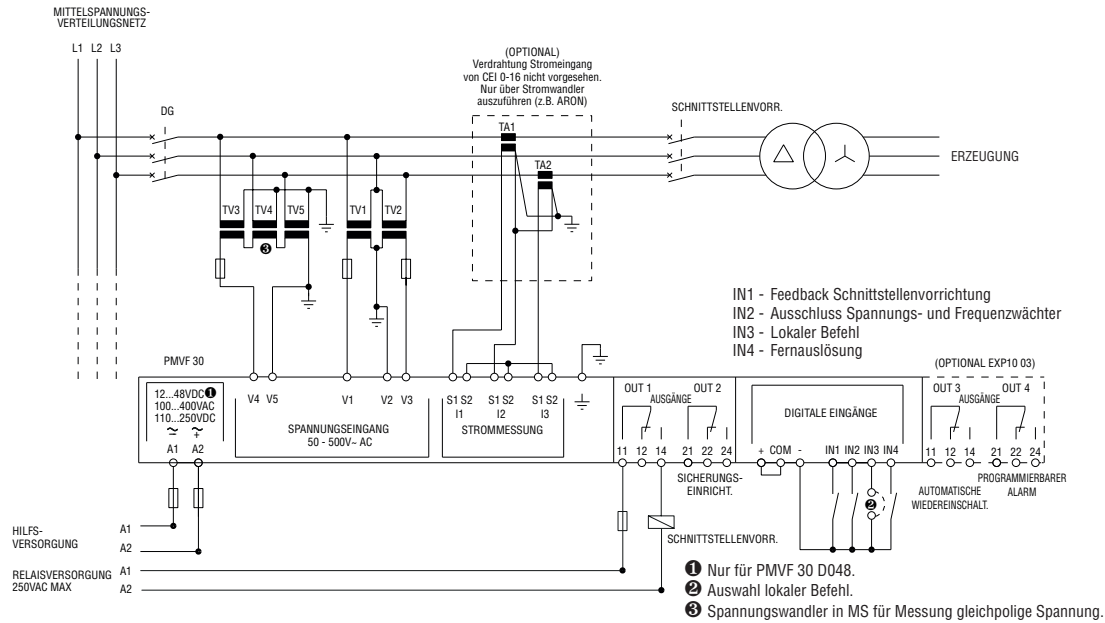 MITTELSPANNUNGS-
VERTEILUNGSNETZ
L1 L2 L3
(OPTIONAL)
Verdrahtung Stromeingang
von CEI 0-16 nicht vorgesehen.
Nur über Stromwandler
auszuführen (z.B. ARON)
DG
SCHNITTSTELLENVORR.
TA1
TA2
ERZEUGUNG
TV3 TV4 TV5 TV1 TV2
❸
IN1 - Feedback Schnittstellenvorrichtung
IN2 - Ausschluss Spannungs- und Frequenzwächter
IN3 - Lokaler Befehl
IN4 - Fernauslösung
PMVF 30
(OPTIONAL EXP10 03)
12...48VDC❶
100...400VAC
110...250VDC
~ ~
– +
A1 A2
V4 V5 V1 V2 V3
SPANNUNGSEINGANG
50 - 500V~ AC
S1 S2 S1 S2 S1 S2
I1 I2 I3
STROMMESSUNG
OUT 1 OUT 2
AUSGÄNGE
11 12 14 21 22 24
DIGITALE EINGÄNGE
+ COM - IN1 IN2 IN3 IN4
OUT 3 OUT 4
AUSGÄNGE
11 12 14 21 22 24
SICHERUNGS-
EINRICHT.
❷
AUTOMATISCHE
WIEDEREINSCHALT.
PROGRAMMIERBARER
ALARM
HILFS-
VERSORGUNG
A1
A2
SCHNITTSTELLENVORR.
RELAISVERSORGUNG
250VAC MAX
A1
A2
❶ Nur für PMVF 30 D048.
❷ Auswahl lokaler Befehl.
❸ Spannungswandler in MS für Messung gleichpolige Spannung.